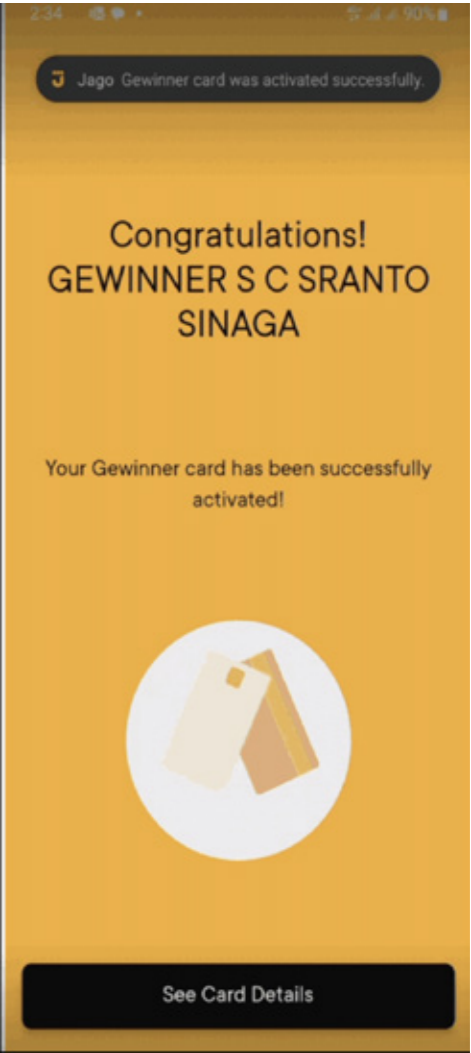 2:34 90%
Jago Gewinner card was activated successfully.
Congratulations!
GEWINNER S C SRANTO
SINAGA
Your Gewinner card has been successfully
activated!
See Card Details